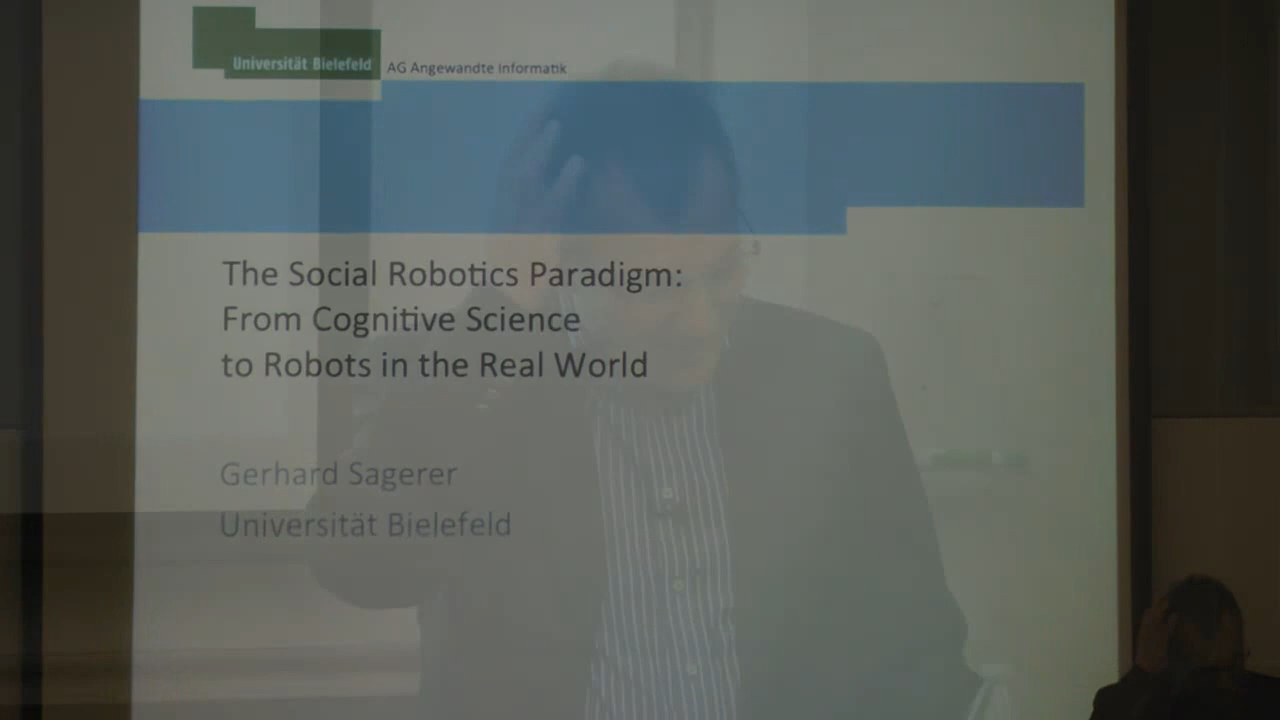 Universität Bielefeld AG Angewandte Informatik
The Social Robotics Paradigm:
From Cognitive Science
to Robots in the Real World
Gerhard Sagerer
Universität Bielefeld